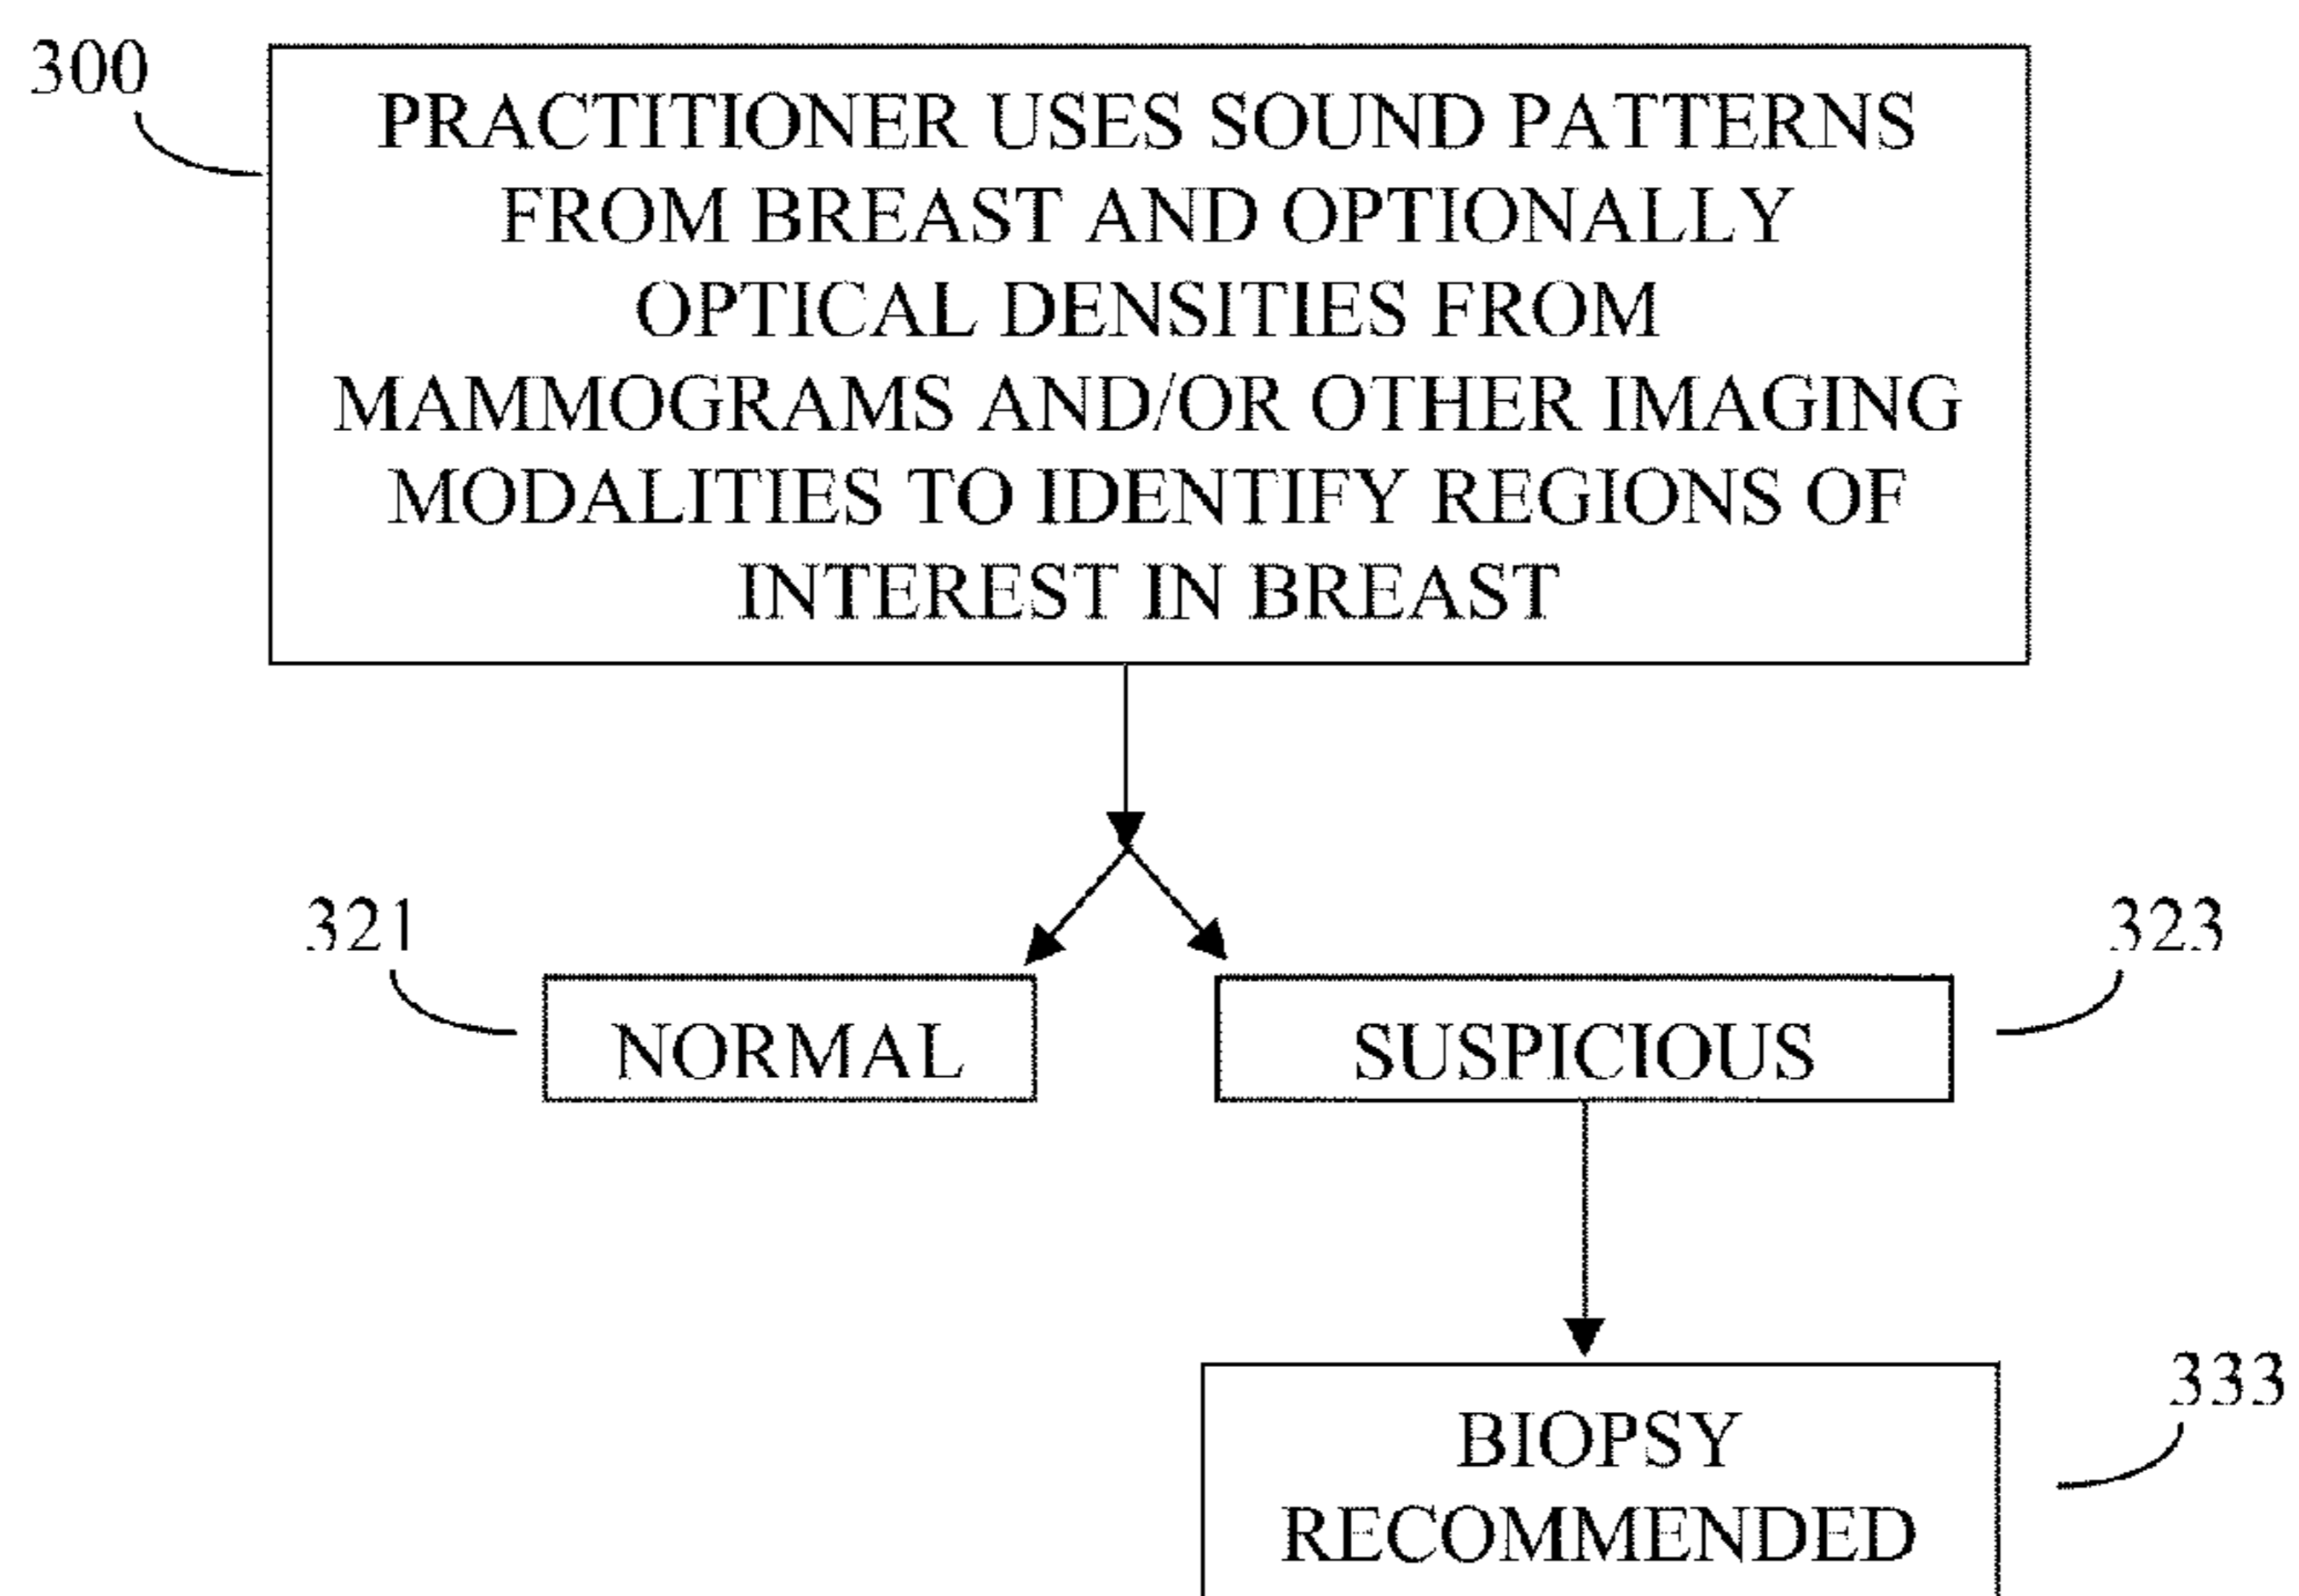 300
PRACTITIONER USES SOUND PATTERNS
FROM BREAST AND OPTIONALLY
OPTICAL DENSITIES FROM
MAMMOGRAMS AND/OR OTHER IMAGING
MODALITIES TO IDENTIFY REGIONS OF
INTEREST IN BREAST
321
323
NORMAL
SUSPICIOUS
333
BIOPSY
RECOMMENDED